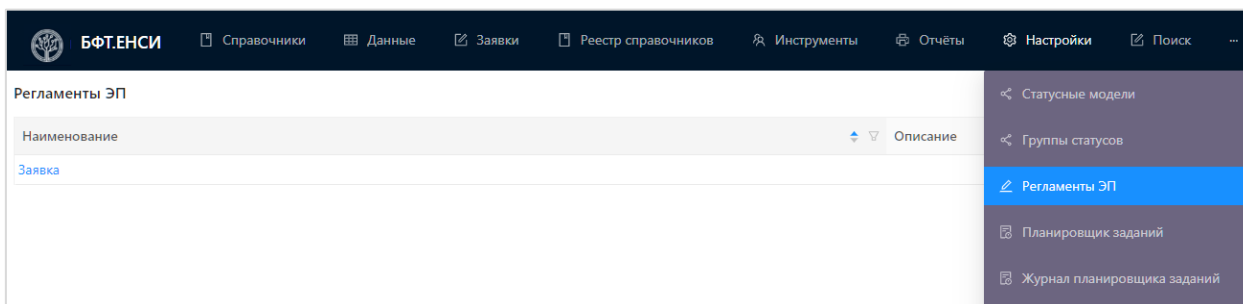 БФТ.ЕНСИ Справочники Данные Заявки Реестр справочников Инструменты Отчёты Настройки Поиск ...
Регламенты ЭП
Статусные модели
Наименование Описание
Группы статусов
Заявка
Регламенты ЭП
Планировщик заданий
Журнал планировщика заданий